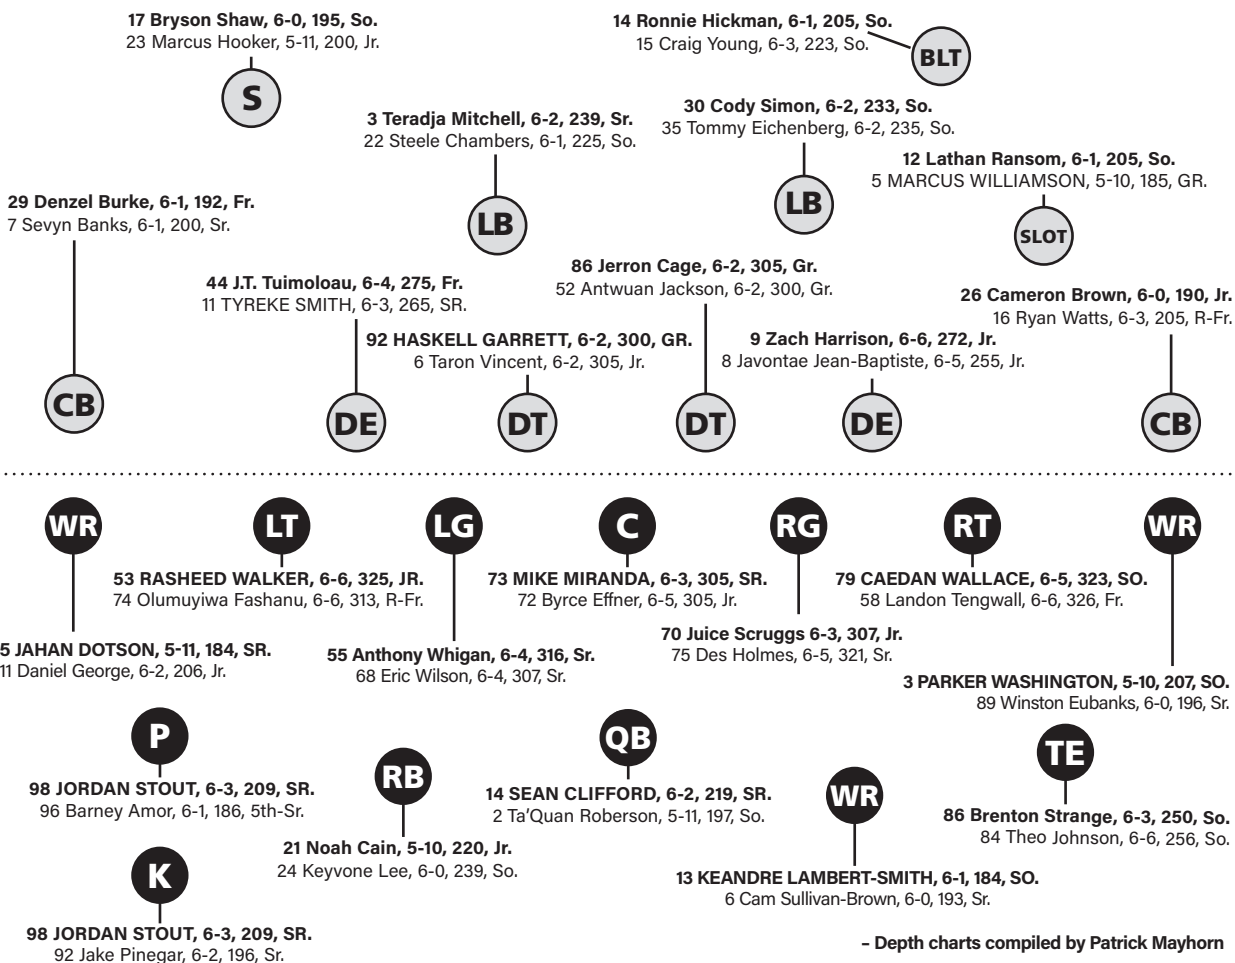 17 Bryson Shaw, 6-0, 195, So.
23 Marcus Hooker, 5-11, 200, Jr.
S
14 Ronnie Hickman, 6-1, 205, So.
15 Craig Young, 6-3, 223, So.
BLT
3 Teradja Mitchell, 6-2, 239, Sr.
22 Steele Chambers, 6-1, 225, So.
LB
30 Cody Simon, 6-2, 233, So.
35 Tommy Eichenberg, 6-2, 235, So.
LB
12 Lathan Ransom, 6-1, 205, So.
5 MARCUS WILLIAMSON, 5-10, 185, GR.
SLOT
29 Denzel Burke, 6-1, 192, Fr.
7 Sevyn Banks, 6-1, 200, Sr.
CB
44 J.T. Tuimoloau, 6-4, 275, Fr.
11 TYREKE SMITH, 6-3, 265, SR.
DE
92 HASKELL GARRETT, 6-2, 300, GR.
6 Taron Vincent, 6-2, 305, Jr.
DT
86 Jerron Cage, 6-2, 305, Gr.
52 Antwuan Jackson, 6-2, 300, Gr.
DT
9 Zach Harrison, 6-6, 272, Jr.
8 Javontae Jean-Baptiste, 6-5, 255, Jr.
DE
26 Cameron Brown, 6-0, 190, Jr.
16 Ryan Watts, 6-3, 205, R-Fr.
CB
WR
5 JAHAN DOTSON, 5-11, 184, SR.
11 Daniel George, 6-2, 206, Jr.
LT
53 RASHEED WALKER, 6-6, 325, JR.
74 Olumuyiwa Fashanu, 6-6, 313, R-Fr.
LG
55 Anthony Whigan, 6-4, 316, Sr.
68 Eric Wilson, 6-4, 307, Sr.
C
73 MIKE MIRANDA, 6-3, 305, SR.
72 Byrce Effner, 6-5, 305, Jr.
RG
70 Juice Scruggs 6-3, 307, Jr.
75 Des Holmes, 6-5, 321, Sr.
RT
79 CAEDAN WALLACE, 6-5, 323, SO.
58 Landon Tengwall, 6-6, 326, Fr.
WR
3 PARKER WASHINGTON, 5-10, 207, SO.
89 Winston Eubanks, 6-0, 196, Sr.
P
98 JORDAN STOUT, 6-3, 209, SR.
96 Barney Amor, 6-1, 186, 5th-Sr.
RB
21 Noah Cain, 5-10, 220, Jr.
24 Keyvone Lee, 6-0, 239, So.
QB
14 SEAN CLIFFORD, 6-2, 219, SR.
2 Ta'Quan Roberson, 5-11, 197, So.
WR
13 KEANDRE LAMBERT-SMITH, 6-1, 184, SO.
6 Cam Sullivan-Brown, 6-0, 193, Sr.
TE
86 Brenton Strange, 6-3, 250, So.
84 Theo Johnson, 6-6, 256, So.
K
98 JORDAN STOUT, 6-3, 209, SR.
92 Jake Pinegar, 6-2, 196, Sr.
– Depth charts compiled by Patrick Mayhorn